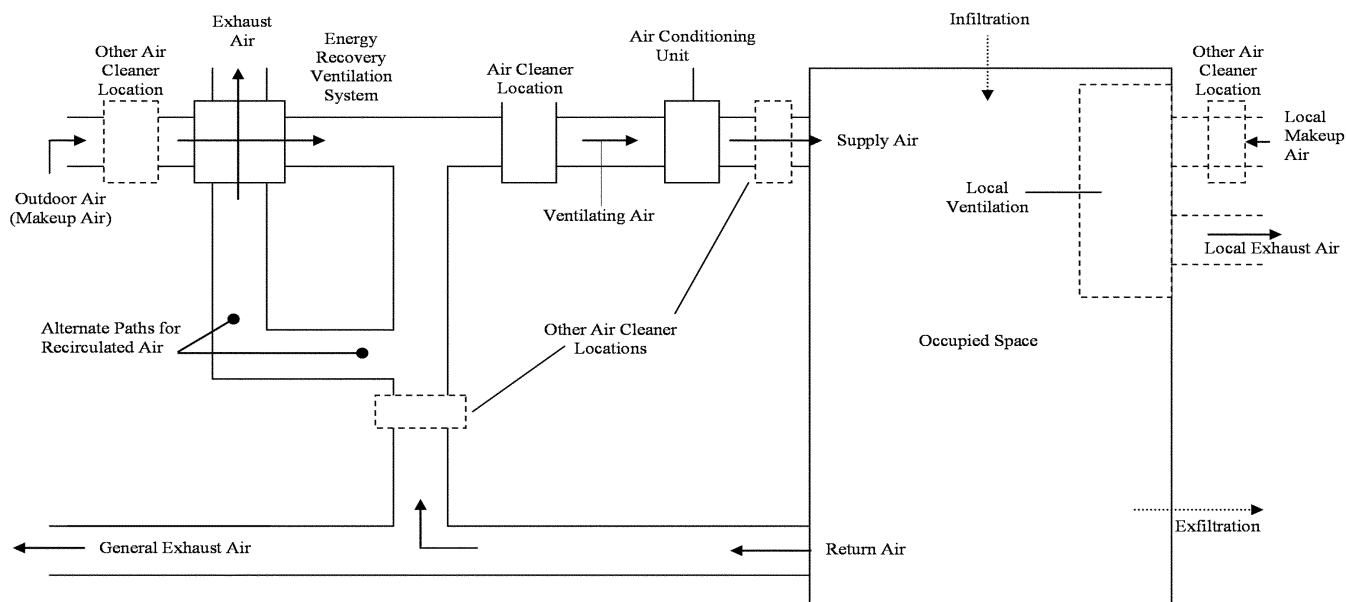 Exhaust
Air
Other Air
Cleaner
Location
Energy
Recovery
Ventilation
System
Air Cleaner
Location
Air Conditioning
Unit
Infiltration
Other Air
Cleaner
Location
Local
Makeup
Air
Supply Air
Outdoor Air
(Makeup Air)
Ventilating Air
Local
Ventilation
Local Exhaust Air
Alternate Paths for
Recirculated Air
Other Air Cleaner
Locations
Occupied Space
Exfiltration
General Exhaust Air
Return Air